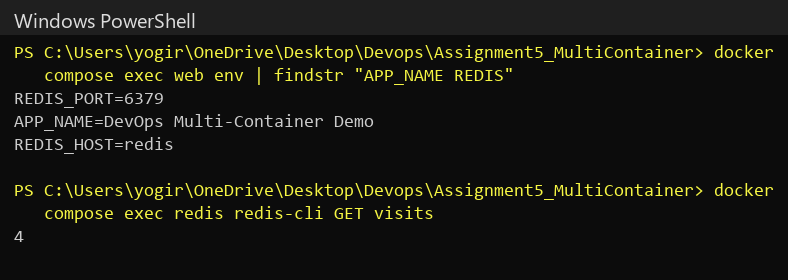 Windows PowerShell
PS C:\Users\yogir\OneDrive\Desktop\Devops\Assignment5_MultiContainer> docker
compose exec web env | findstr "APP_NAME REDIS"
REDIS_PORT=6379
APP_NAME=DevOps Multi-Container Demo
REDIS_HOST=redis
PS C:\Users\yogir\OneDrive\Desktop\Devops\Assignment5_MultiContainer> docker
compose exec redis redis-cli GET visits
4